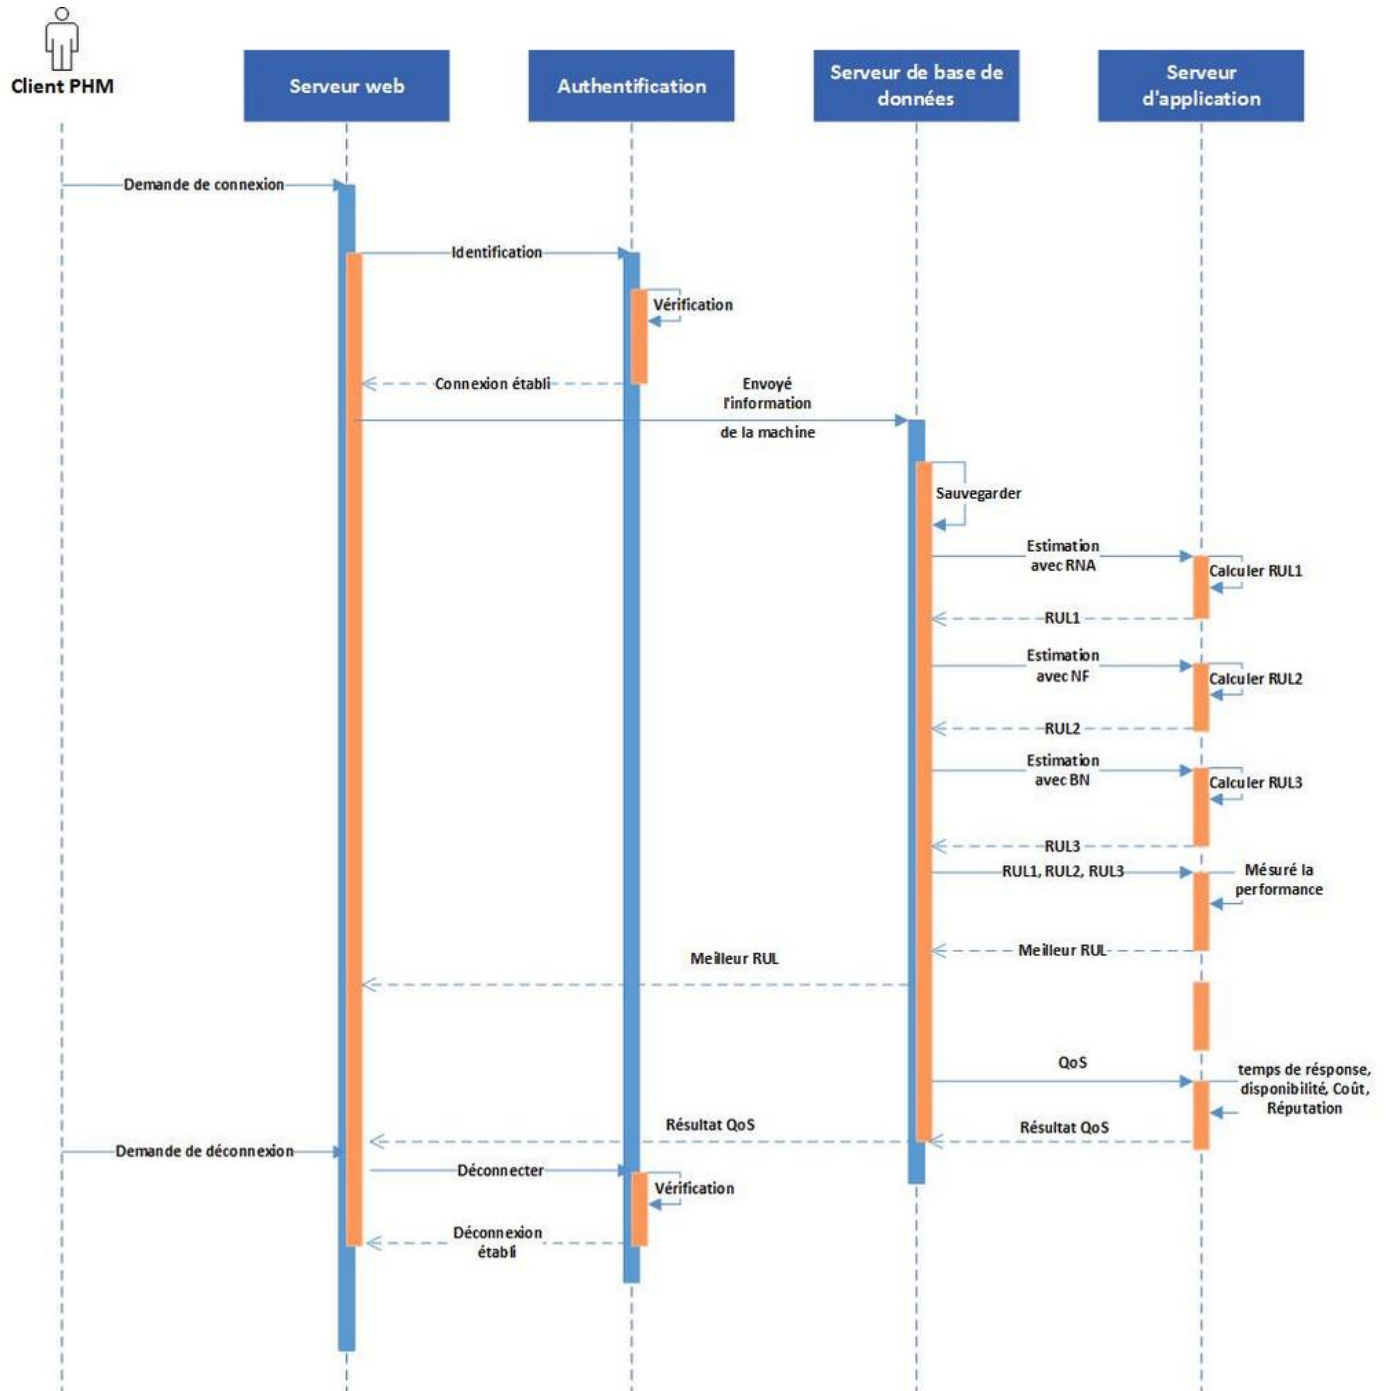 Client PHM
Serveur web
Authentification
Serveur de base de
données
Serveur
d'application
Demande de connexion
Identification
Vérification
Connexion établi
Envoyé
l'information
de la machine
Sauvegarder
Estimation
avec RNA
Calculer RUL1
RUL1
Estimation
avec NF
Calculer RUL2
RUL2
Estimation
avec BN
Calculer RUL3
RUL3
RUL1, RUL2, RUL3
Mésuré la
performance
Meilleur RUL
Meilleur RUL
QoS
temps de résponse,
disponibilité, Coût,
Réputation
Résultat QoS
Résultat QoS
Demande de déconnexion
Déconnecter
Vérification
Déconnexion
établi